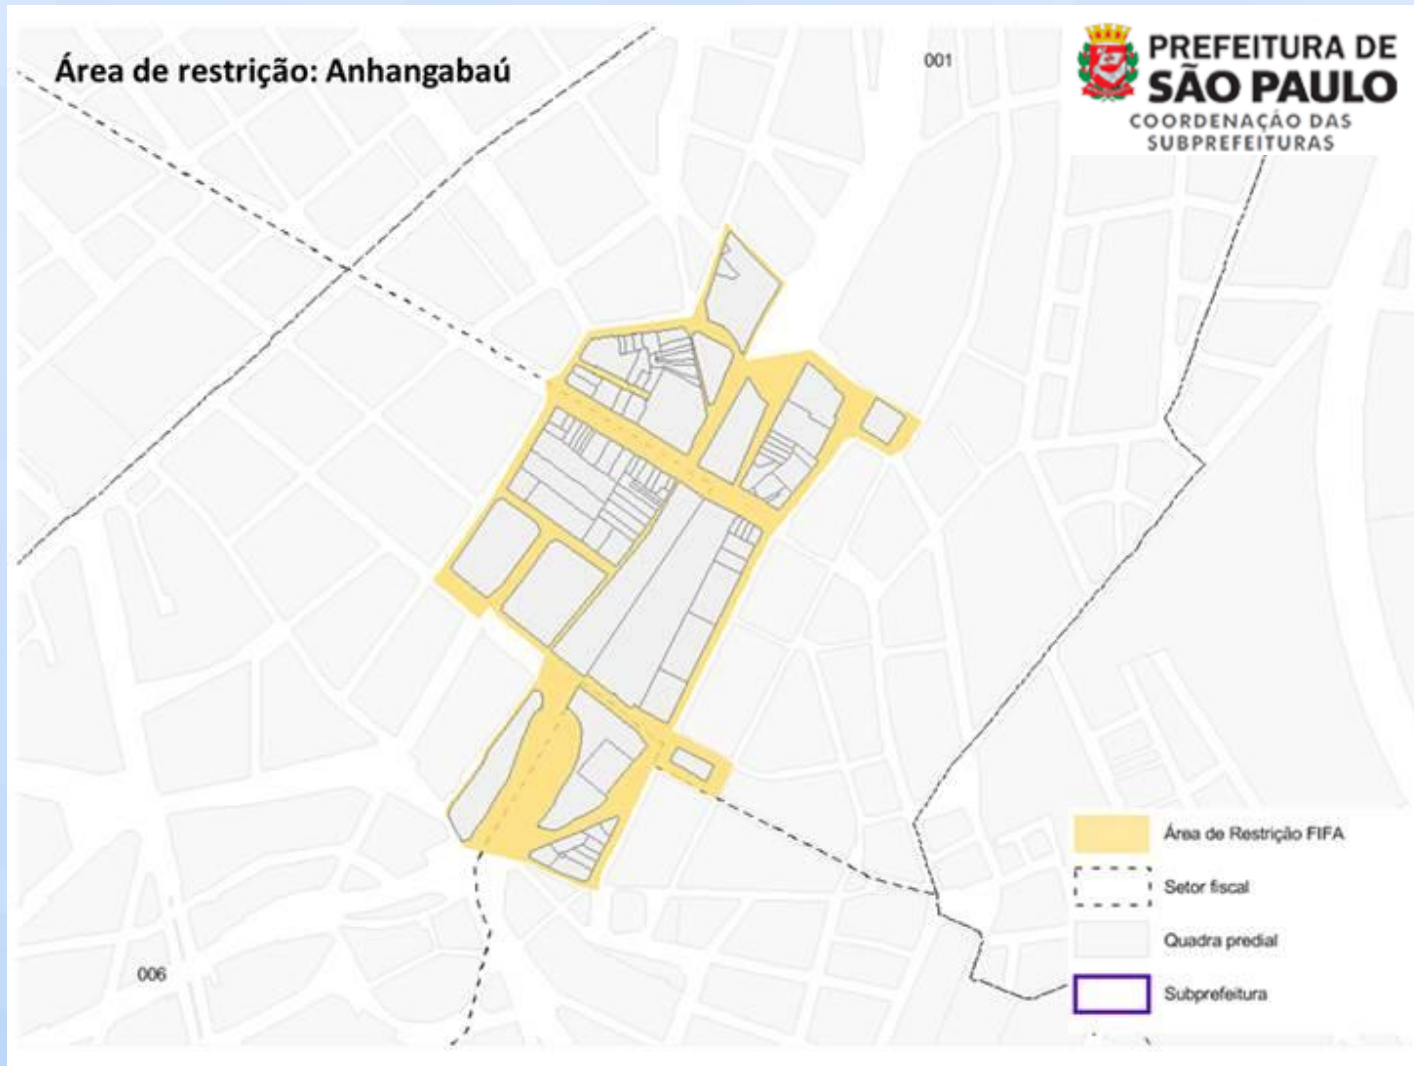 Área de restrição: Anhangabaú
001
PREFEITURA DE
SÃO PAULO
COORDENAÇÃO DAS
SUBPREFEITURAS
Área de Restrição FIFA
Setor fiscal
Quadra predial
006
Subprefeitura